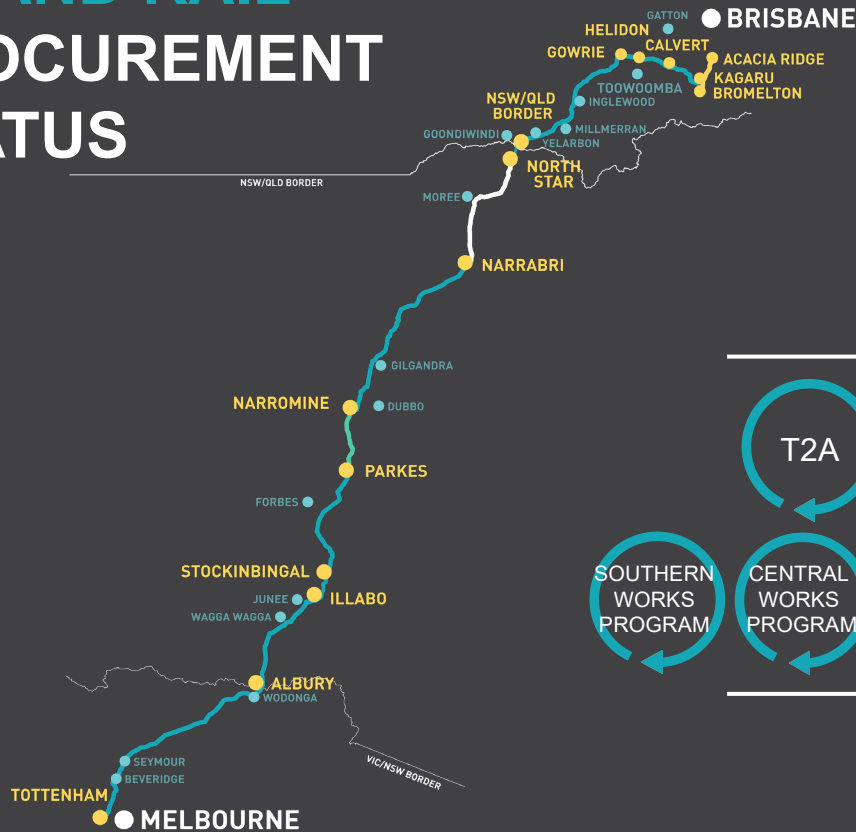 AND RAIL
OCUREMENT
ATUS
GATTON
BRISBANE
HELIDON
GOWRIE
CALVERT
ACACIA RIDGE
KAGARU
BROMELTON
TOOWOOMBA
INGLEWOOD
NSW/QLD
BORDER
GOONDIWINDI
MILLMERRAN
YELARBON
NORTH
STAR
NSW/QLD BORDER
MOREE
NARRABRI
GILGANDRA
NARROMINE
DUBBO
PARKES
FORBES
STOCKINBINGAL
JUNEE
ILLABO
WAGGA WAGGA
ALBURY
WODONGA
VIC/NSW BORDER
SEYMOUR
BEVERIDGE
TOTTENHAM
MELBOURNE
T2A
SOUTHERN
WORKS
PROGRAM
CENTRAL
WORKS
PROGRAM